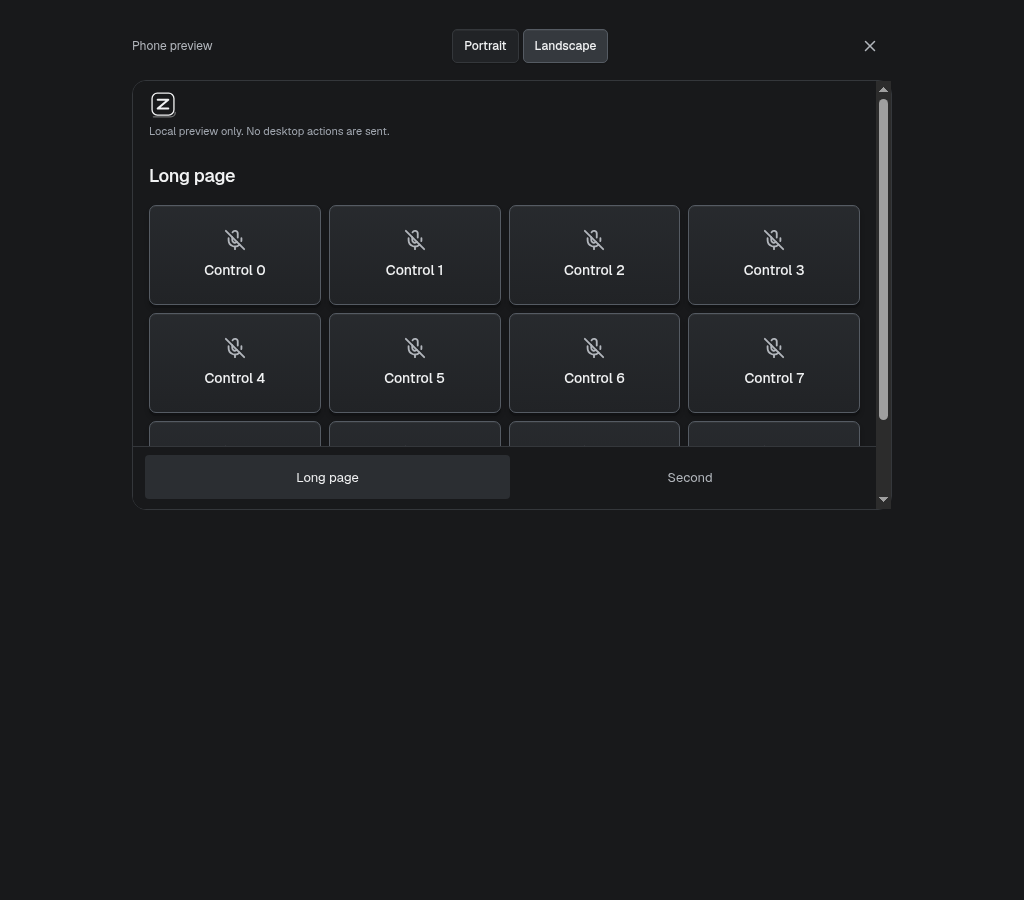 Phone preview
Portrait
Landscape
Z
Local preview only. No desktop actions are sent.
Long page
Control 0
Control 1
Control 2
Control 3
Control 4
Control 5
Control 6
Control 7
Long page
Second